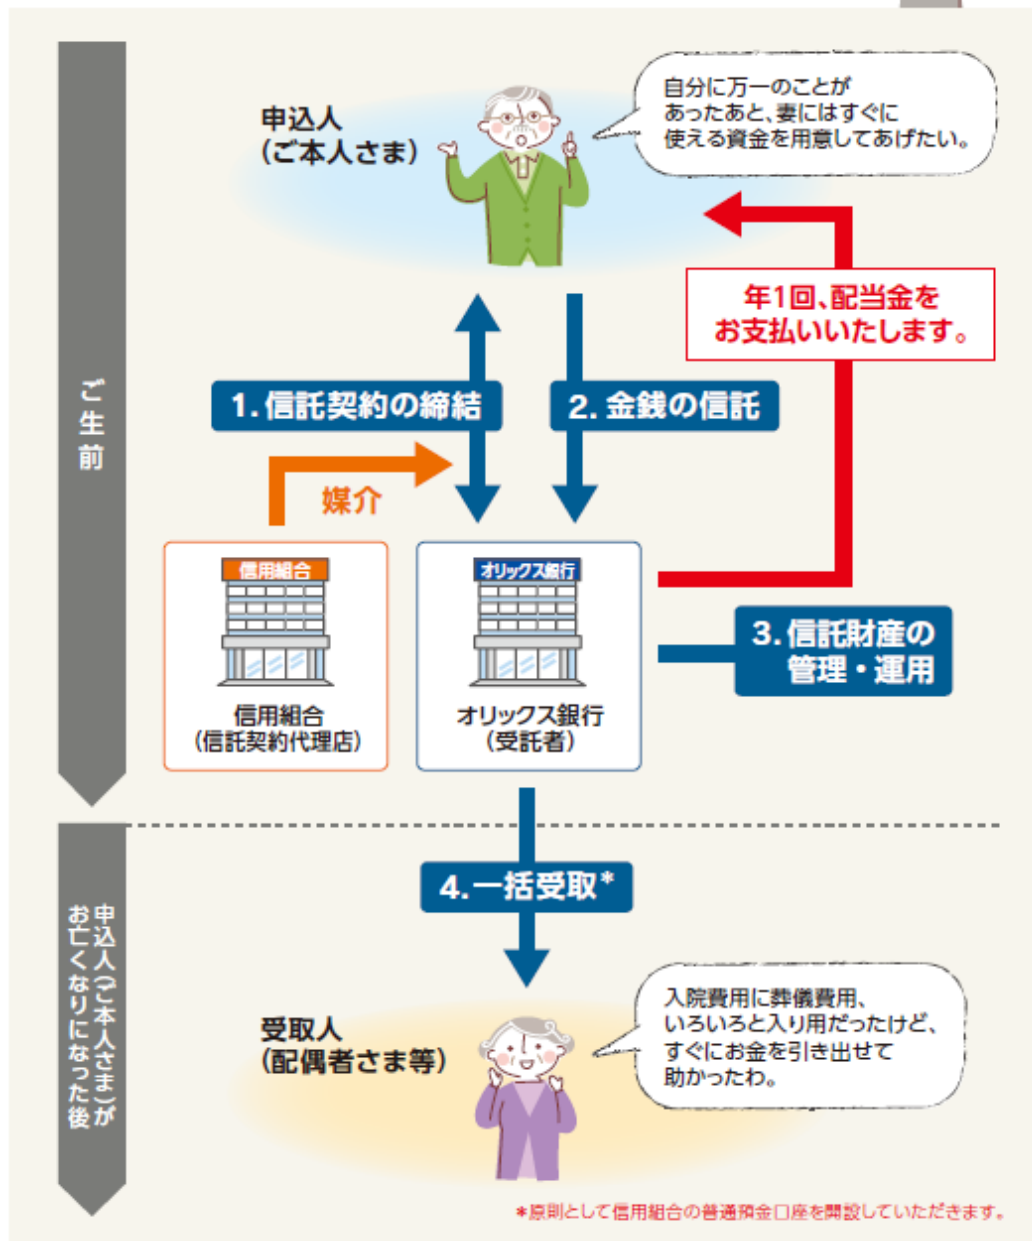 ご生前
申込人
（ご本人さま）
自分に万一のことが
あったあと、妻にはすぐに
使える資金を用意してあげたい。
年1回、配当金を
お支払いいたします。
1. 信託契約の締結
2. 金銭の信託
媒介
信用組合
信用組合
（信託契約代理店）
オリックス銀行
オリックス銀行
（受託者）
3. 信託財産の
管理・運用
申込人（ご本人さま）が
お亡くなりになった後
4. 一括受取*
受取人
（配偶者さま等）
入院費用に葬儀費用、
いろいろと入り用だったけど、
すぐにお金を引き出せて
助かったわ。
*原則として信用組合の普通預金口座を開設していただきます。